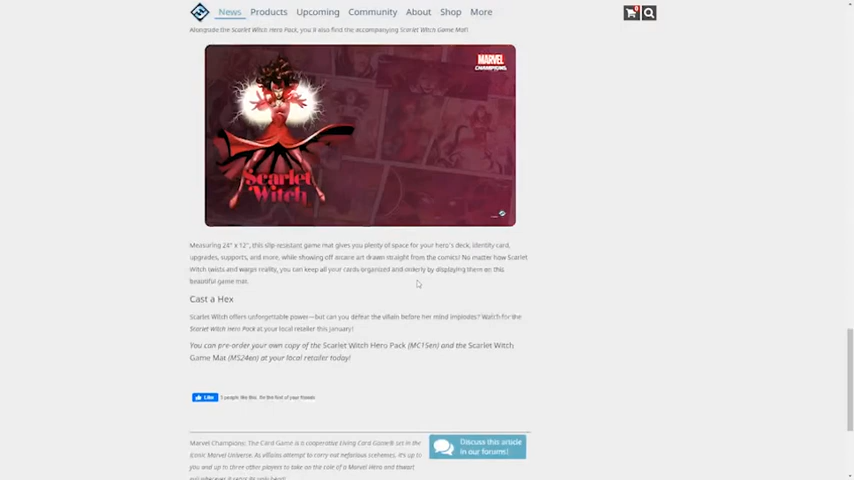 News Products Upcoming Community About Shop More
Alongside the Scarlet Witch Hero Pack, you'll also find the accompanying Scarlet Witch Game Mat!
MARVEL
CHAMPIONS
Scarlet
Witch
Measuring 24" x 12", this slip-resistant game mat gives you plenty of space for your hero's deck, identity card,
upgrades, supports, and more, while showing off arcane art drawn straight from the comics! No matter how Scarlet
Witch twists and warps reality, you can keep all your cards organized and orderly by displaying them on this
beautiful game mat.
Cast a Hex
Scarlet Witch offers unforgettable power—but can you defeat the villain before her mind implodes? Watch for the
Scarlet Witch Hero Pack at your local retailer this January!
You can pre-order your own copy of the Scarlet Witch Hero Pack (MC15en) and the Scarlet Witch
Game Mat (MS24en) at your local retailer today!
Like 5 people like this. Be the first of your friends.
Marvel Champions: The Card Game is a cooperative Living Card Game® set in the
iconic Marvel Universe. As villains attempt to carry out nefarious schemes, it's up to
you and up to three other players to take on the role of a Marvel Hero and thwart
Discuss this article
in our forums!